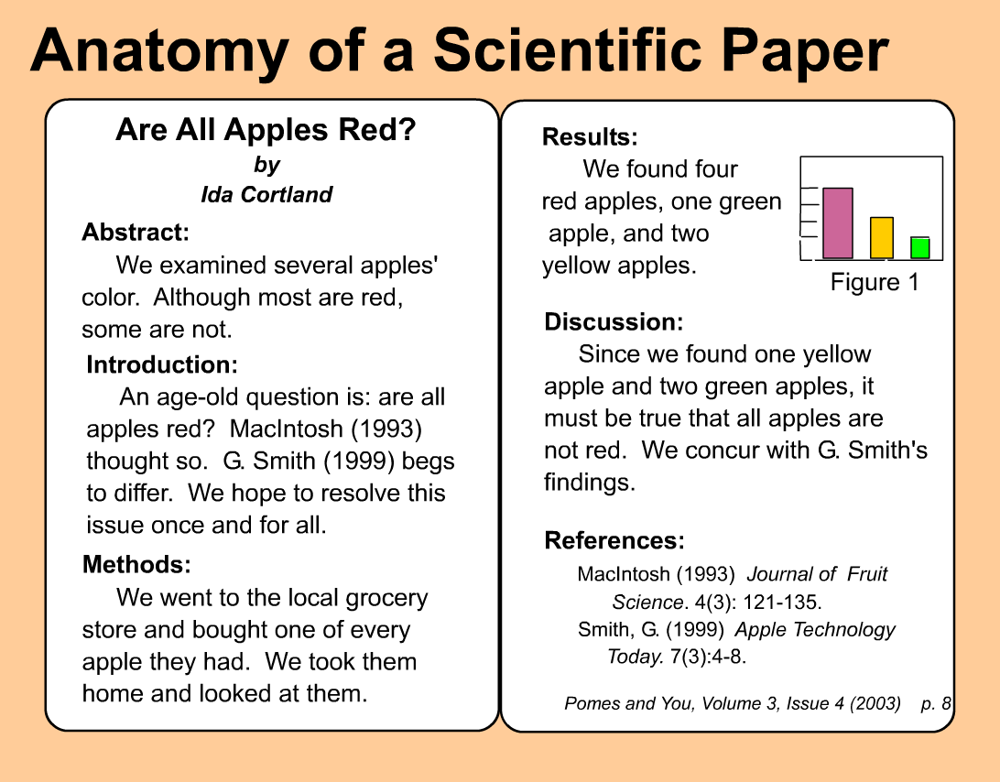 Anatomy of a Scientific Paper
Are All Apples Red?
by
Ida Cortland
Abstract:
We examined several apples'
color.  Although most are red,
some are not.
Introduction:
An age-old question is: are all
apples red?  MacIntosh (1993)
thought so.  G. Smith (1999) begs
to differ.  We hope to resolve this
issue once and for all.
Methods:
We went to the local grocery
store and bought one of every
apple they had.  We took them
home and looked at them.
Results:
We found four
red apples, one green
apple, and two
yellow apples.
Figure 1
Discussion:
Since we found one yellow
apple and two green apples, it
must be true that all apples are
not red.  We concur with G. Smith's
findings.
References:
MacIntosh (1993)  Journal of  Fruit
Science. 4(3): 121-135.
Smith, G. (1999)  Apple Technology
Today. 7(3):4-8.
Pomes and You, Volume 3, Issue 4 (2003)    p. 8